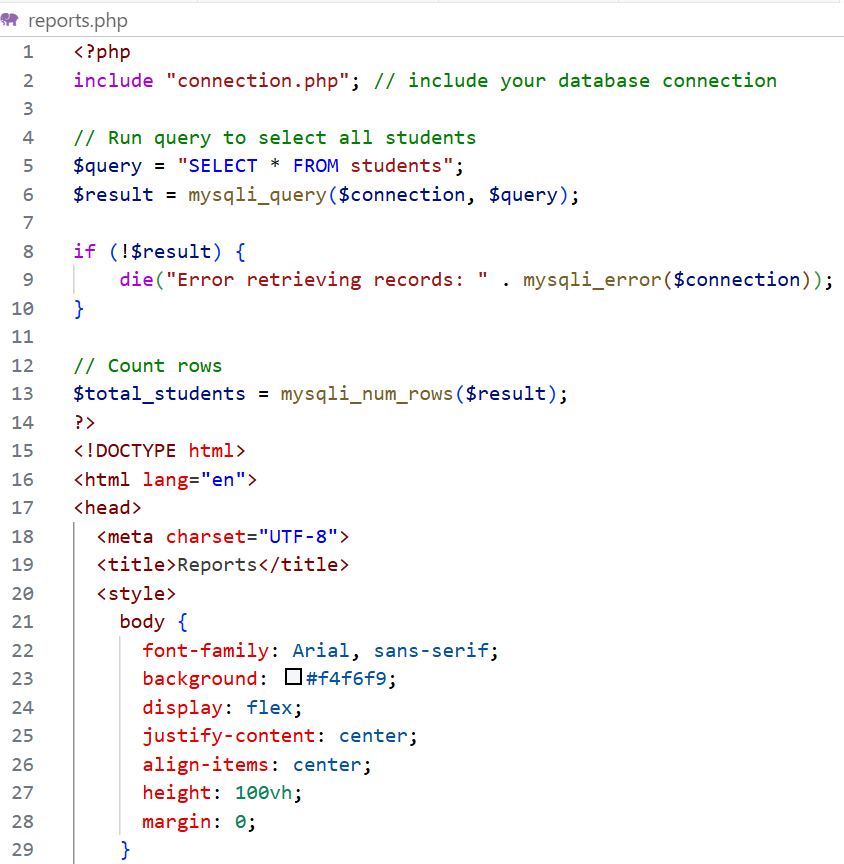 reports.php
1 <?php
2 include "connection.php"; // include your database connection
3
4 // Run query to select all students
5 $query = "SELECT * FROM students";
6 $result = mysqli_query($connection, $query);
7
8 if (!$result) {
9     die("Error retrieving records: " . mysqli_error($connection));
10 }
11
12 // Count rows
13 $total_students = mysqli_num_rows($result);
14 ?>
15 <!DOCTYPE html>
16 <html lang="en">
17 <head>
18   <meta charset="UTF-8">
19   <title>Reports</title>
20   <style>
21     body {
22       font-family: Arial, sans-serif;
23       background: #f4f6f9;
24       display: flex;
25       justify-content: center;
26       align-items: center;
27       height: 100vh;
28       margin: 0;
29     }